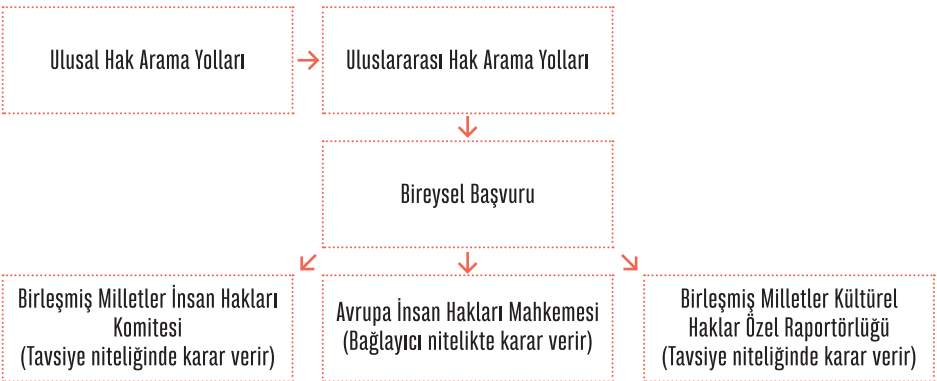 Ulusal Hak Arama Yolları
Uluslararası Hak Arama Yolları
Bireysel Başvuru
Birleşmiş Milletler İnsan Hakları
Komitesi
(Tavsiye niteliğinde karar verir)
Avrupa İnsan Hakları Mahkemesi
(Bağlayıcı nitelikte karar verir)
Birleşmiş Milletler Kültürel
Haklar Özel Raportörlüğü
(Tavsiye niteliğinde karar verir)